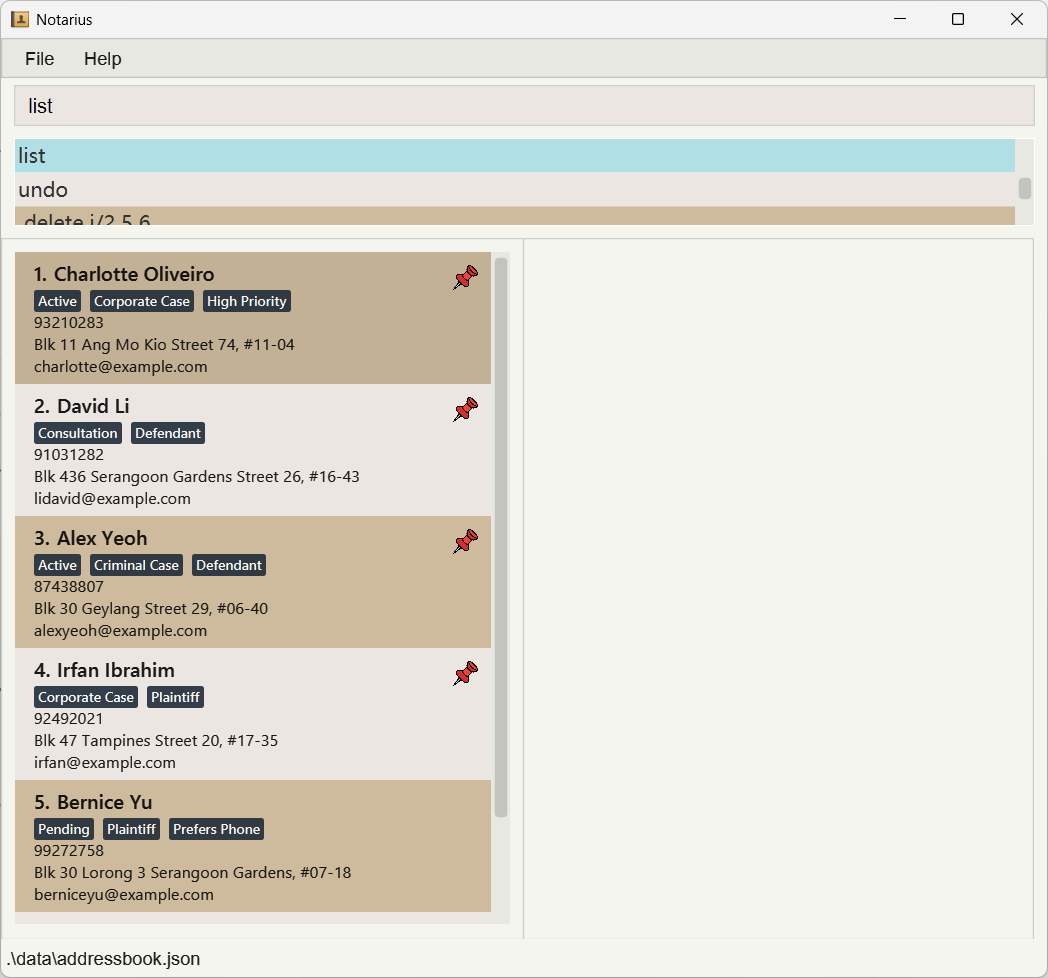 Notarius
File Help
list
list
undo
delete i/2 5 6
1. Charlotte Oliveiro
Active Corporate Case High Priority
93210283
Blk 11 Ang Mo Kio Street 74, #11-04
charlotte@example.com
2. David Li
Consultation Defendant
91031282
Blk 436 Serangoon Gardens Street 26, #16-43
lidavid@example.com
3. Alex Yeoh
Active Criminal Case Defendant
87438807
Blk 30 Geylang Street 29, #06-40
alexyeoh@example.com
4. Irfan Ibrahim
Corporate Case Plaintiff
92492021
Blk 47 Tampines Street 20, #17-35
irfan@example.com
5. Bernice Yu
Pending Plaintiff Prefers Phone
99272758
Blk 30 Lorong 3 Serangoon Gardens, #07-18
berniceyu@example.com
.\data\addressbook.json